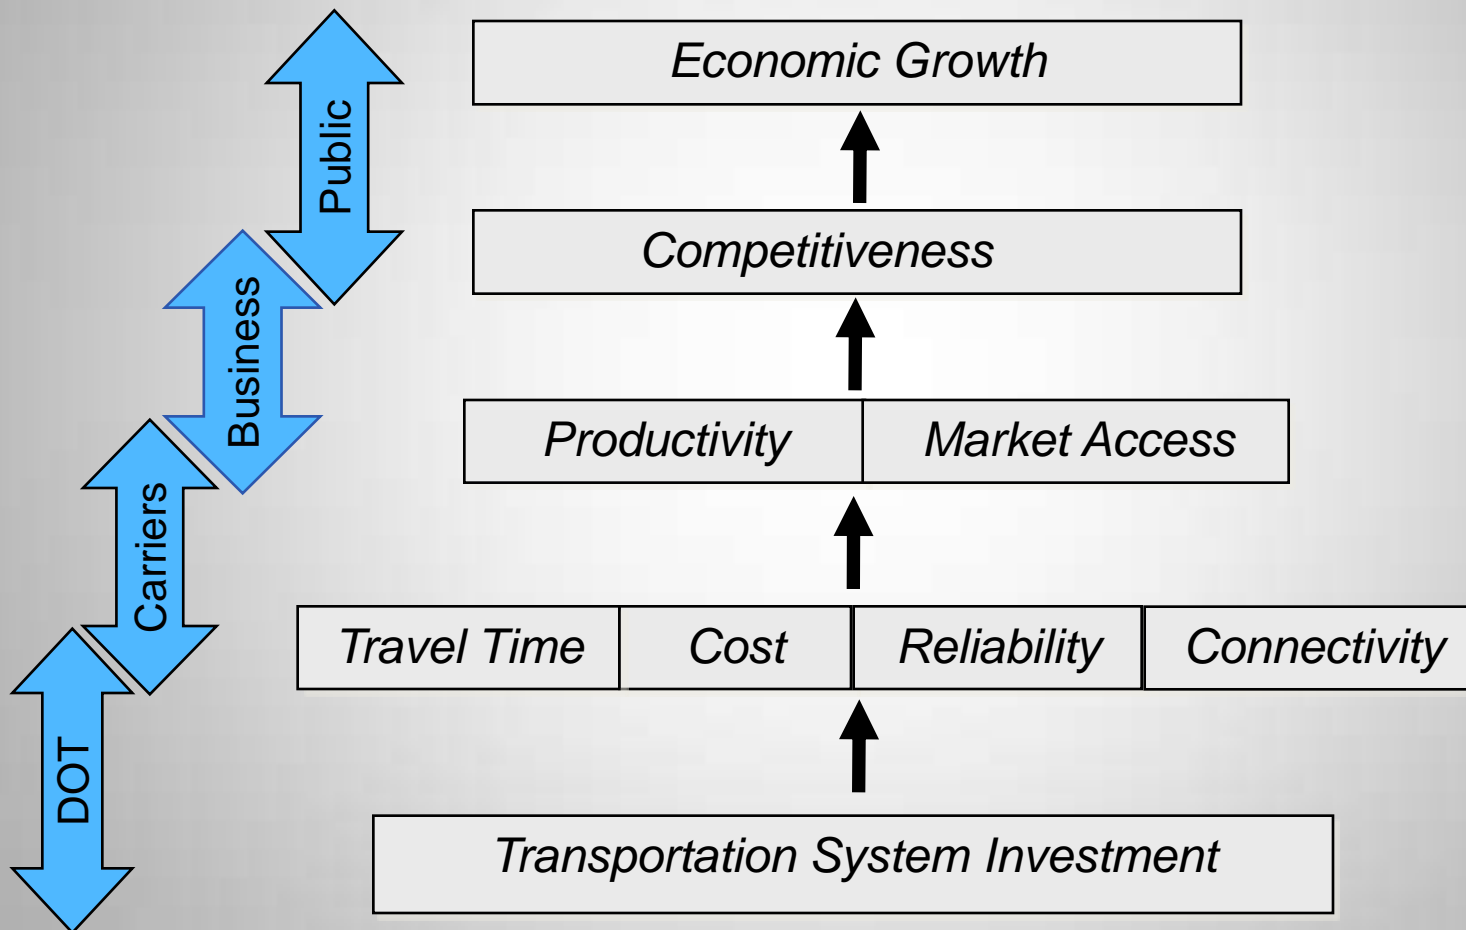 Economic Growth
Public
Competitiveness
Business
Productivity
Market Access
Carriers
Travel Time
Cost
Reliability
Connectivity
DOT
Transportation System Investment